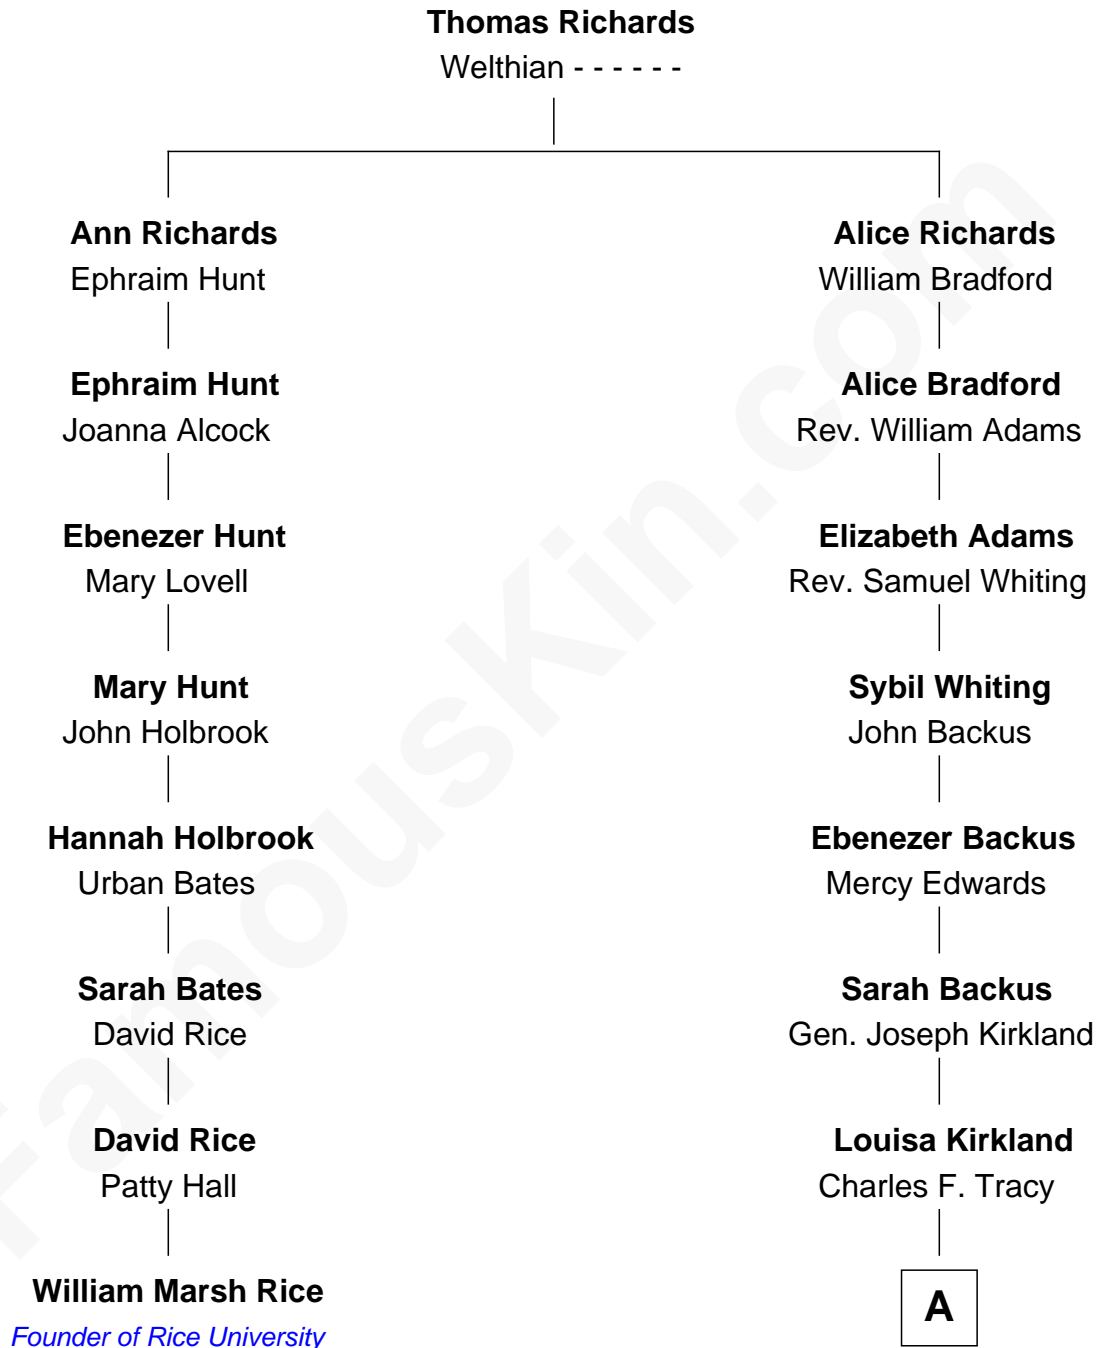 Thomas Richards
Welthian - - - - - -
Ann Richards
Ephraim Hunt
Alice Richards
William Bradford
Ephraim Hunt
Joanna Alcock
Alice Bradford
Rev. William Adams
Ebenezer Hunt
Mary Lovell
Elizabeth Adams
Rev. Samuel Whiting
Mary Hunt
John Holbrook
Sybil Whiting
John Backus
Hannah Holbrook
Urban Bates
Ebenezer Backus
Mercy Edwards
Sarah Bates
David Rice
Sarah Backus
Gen. Joseph Kirkland
David Rice
Patty Hall
Louisa Kirkland
Charles F. Tracy
William Marsh Rice
Founder of Rice University
A
FamousKin.com